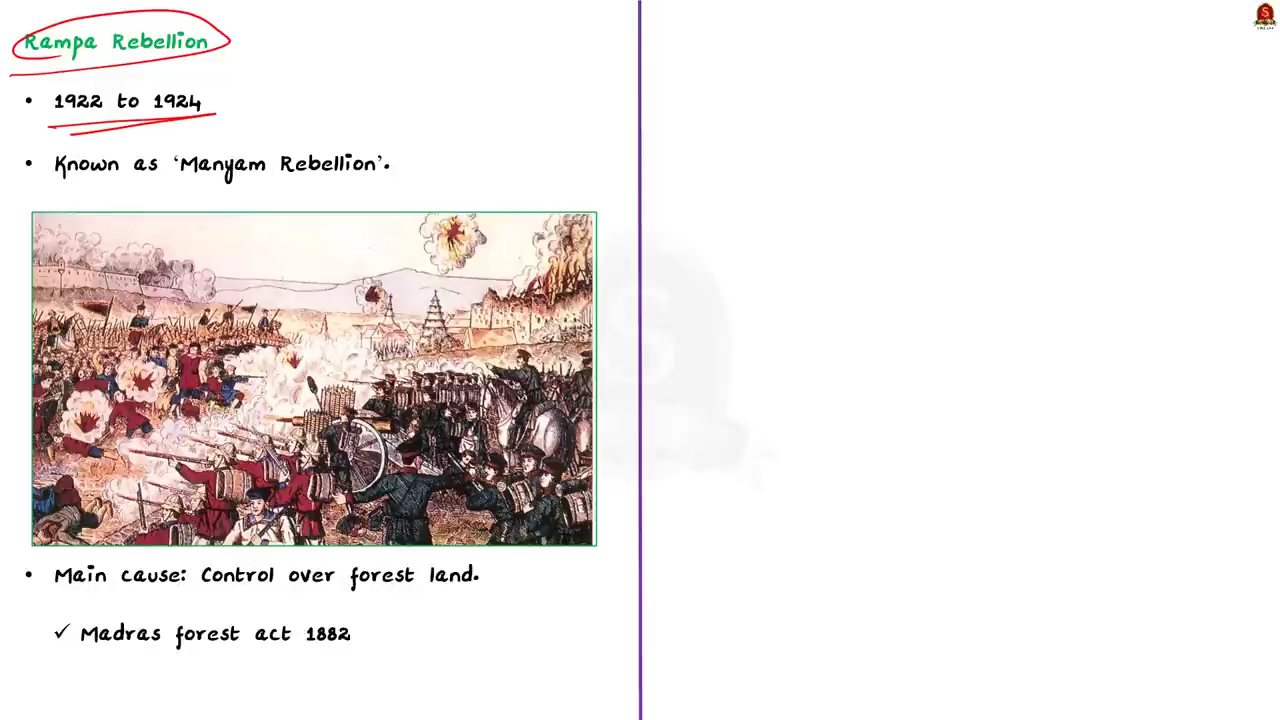 Rampa Rebellion
• 1922 to 1924
• Known as ‘Manyam Rebellion’.
• Main cause: Control over forest land.
✓ Madras forest act 1882
S